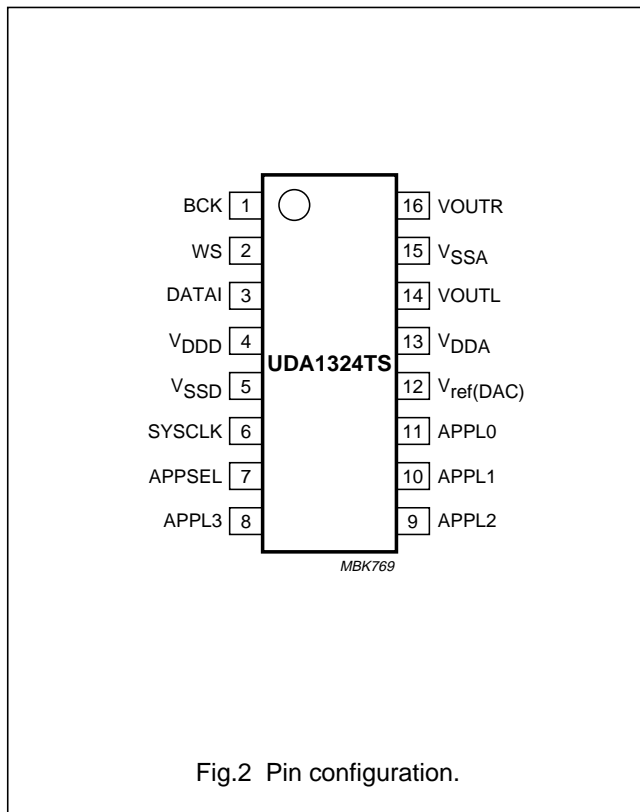 BCK 1 16 VOUTR
WS 2 15 VSSA
DATAI 3 14 VOUTL
VDDD 4 13 VDDA
UDA1324TS
VSSD 5 12 Vref(DAC)
SYSCLK 6 11 APPL0
APPSEL 7 10 APPL1
APPL3 8 9 APPL2
MBK769
Fig.2 Pin configuration.